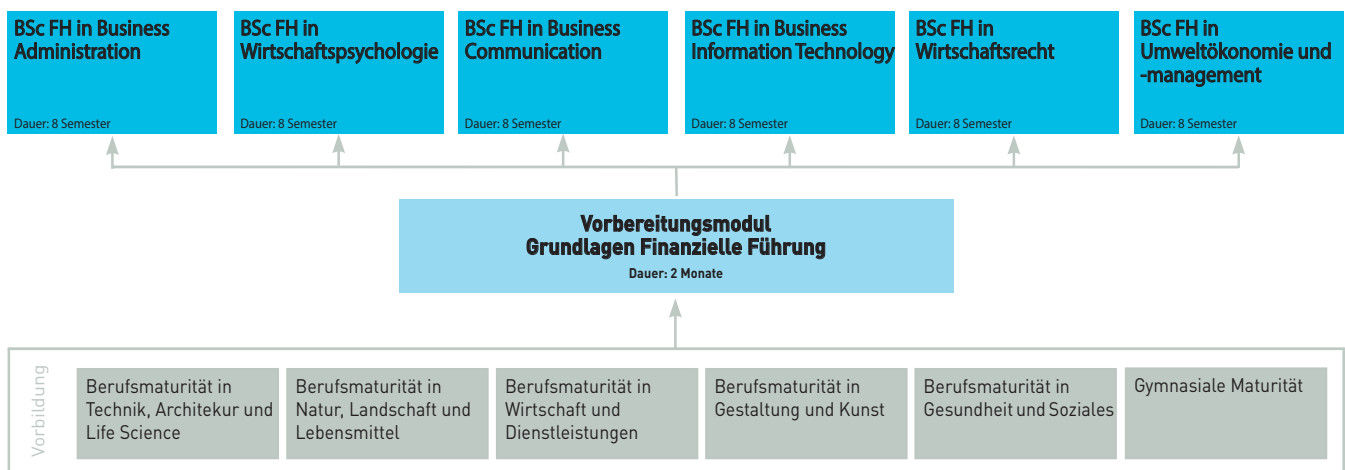 BSc FH in Business
Administration
Dauer: 8 Semester
BSc FH in
Wirtschaftspsychologie
Dauer: 8 Semester
BSc FH in Business
Communication
Dauer: 8 Semester
BSc FH in Business
Information Technology
Dauer: 8 Semester
BSc FH in
Wirtschaftsrecht
Dauer: 8 Semester
BSc FH in
Umweltökonomie und
-management
Dauer: 8 Semester
Vorbereitungsmodul
Grundlagen Finanzielle Führung
Dauer: 2 Monate
Vorbildung
Berufsmaturität in
Technik, Architekur und
Life Science
Berufsmaturität in
Natur, Landschaft und
Lebensmittel
Berufsmaturität in
Wirtschaft und
Dienstleistungen
Berufsmaturität in
Gestaltung und Kunst
Berufsmaturität in
Gesundheit und Soziales
Gymnasiale Maturität